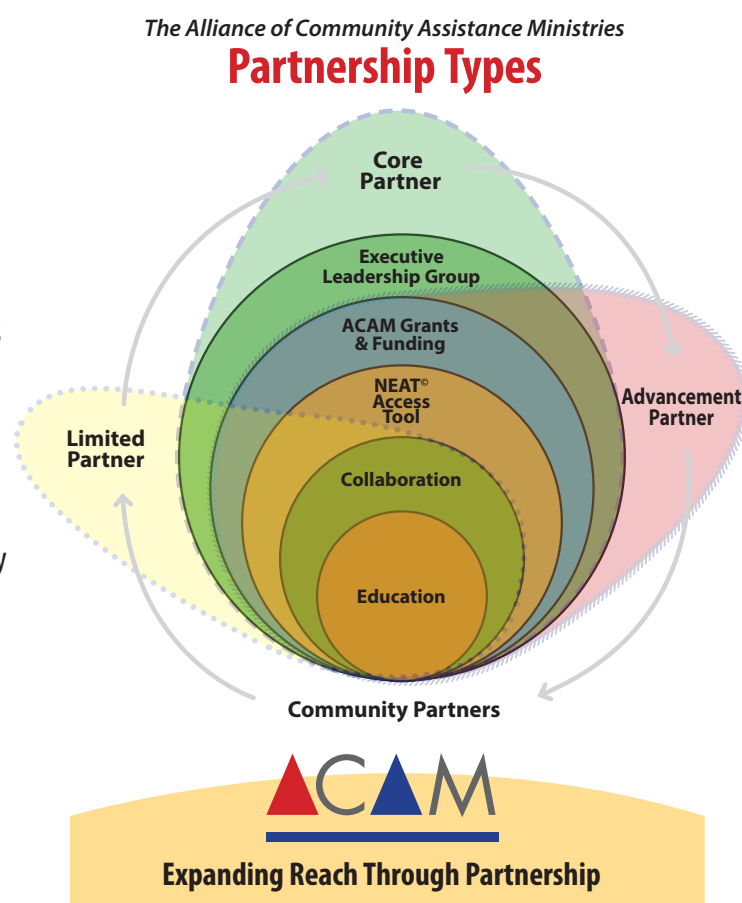 The Alliance of Community Assistance Ministries
Partnership Types
Core
Partner
Executive
Leadership Group
ACAM Grants
& Funding
NEAT©
Access
Tool
Advancement
Partner
Limited
Partner
Collaboration
Education
Community Partners
ACAM
Expanding Reach Through Partnership